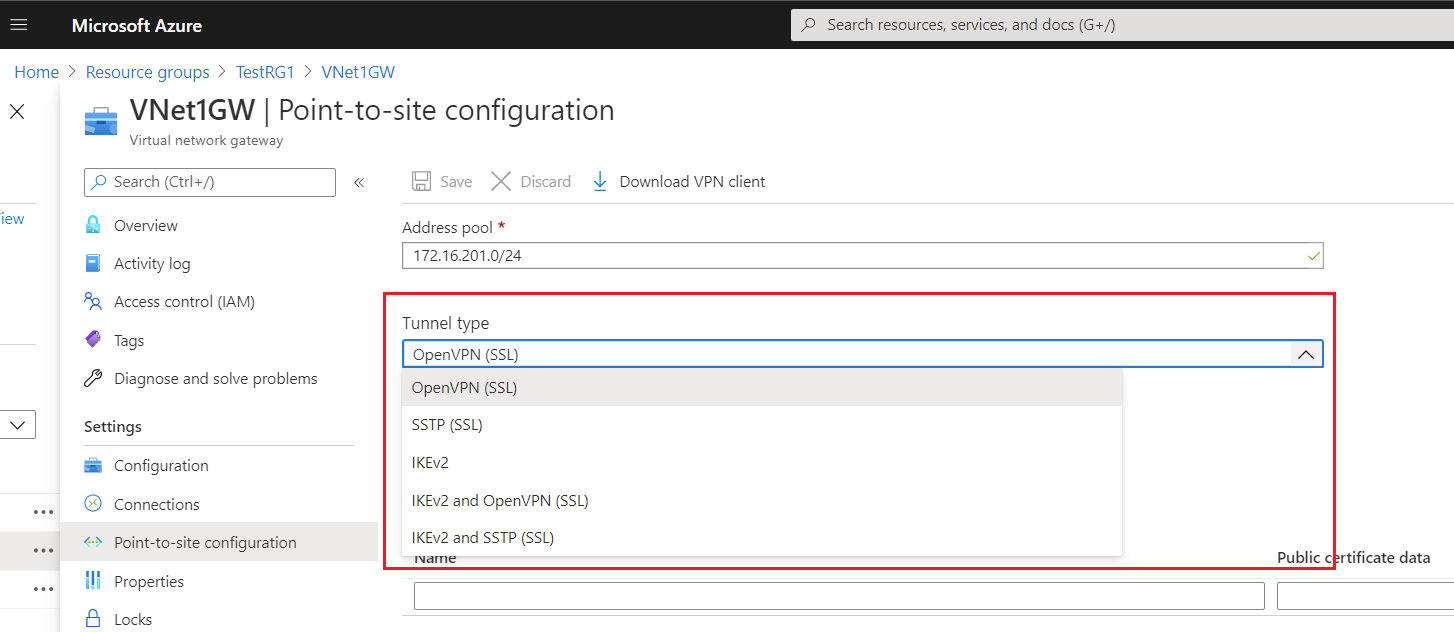 Microsoft Azure
Search resources, services, and docs (G+/)
Home > Resource groups > TestRG1 > VNet1GW
VNet1GW | Point-to-site configuration
Virtual network gateway
Search (Ctrl+/)
«
Save
Discard
Download VPN client
iew
Overview
Activity log
Access control (IAM)
Tags
Diagnose and solve problems
Settings
Configuration
Connections
Point-to-site configuration
Properties
Locks
Address pool *
172.16.201.0/24
Tunnel type
OpenVPN (SSL)
OpenVPN (SSL)
SSTP (SSL)
IKEv2
IKEv2 and OpenVPN (SSL)
IKEv2 and SSTP (SSL)
Name
Public certificate data